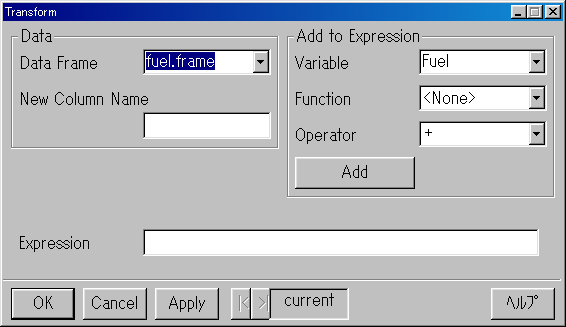 Transform
Data
Data Frame
fuel.frame
New Column Name
Add to Expression
Variable
Fuel
Function
<None>
Operator
+
Add
Expression
OK
Cancel
Apply
|<
>|
current
ﾍﾙﾌﾟ